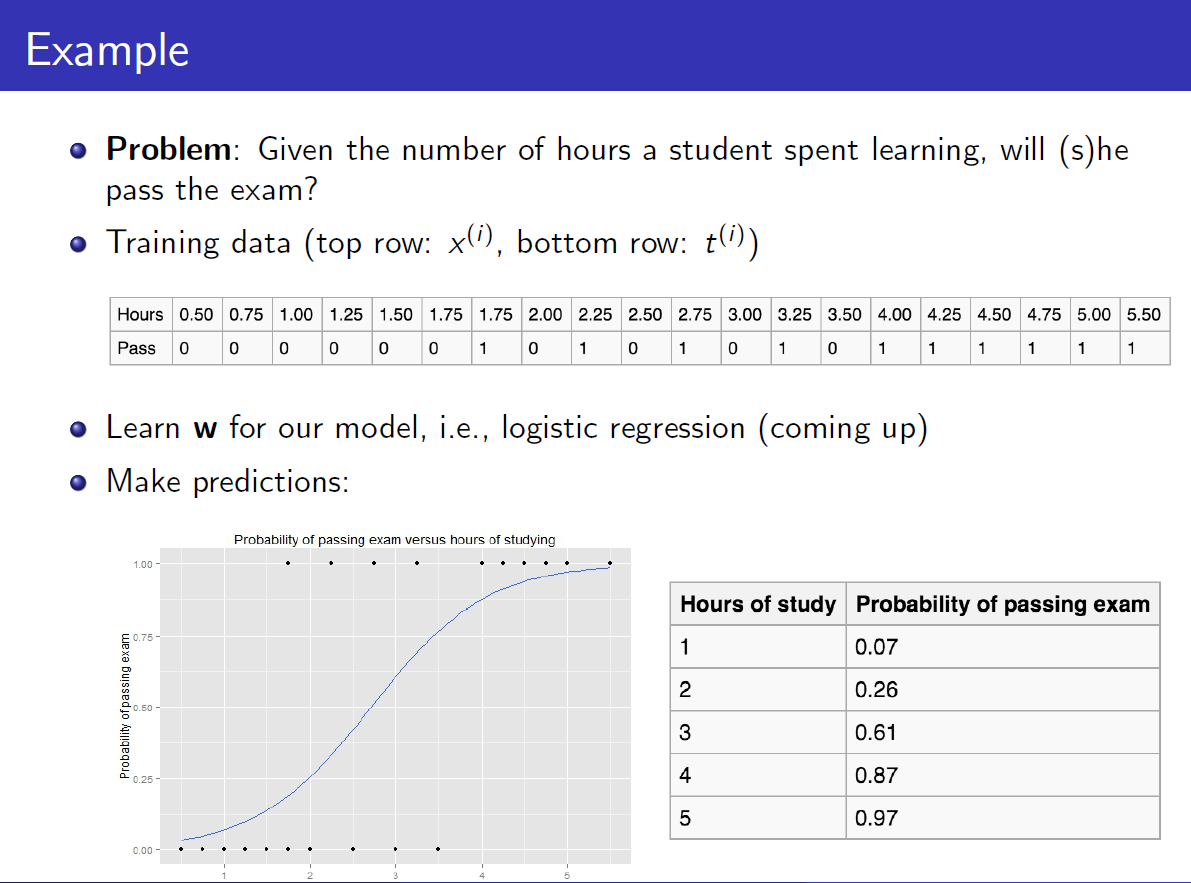 Example
Problem: Given the number of hours a student spent learning, will (s)he
pass the exam?
Training data (top row: x^(i), bottom row: t^(i))
Hours 0.50 0.75 1.00 1.25 1.50 1.75 1.75 2.00 2.25 2.50 2.75 3.00 3.25 3.50 4.00 4.25 4.50 4.75 5.00 5.50
Pass 0 0 0 0 0 0 1 0 1 0 1 0 1 0 1 1 1 1 1 1
Learn w for our model, i.e., logistic regression (coming up)
Make predictions:
Probability of passing exam versus hours of studying
Probability of passing exam
1.00
0.75
0.50
0.25
0.00
1 2 3 4 5
Hours of study Probability of passing exam
1 0.07
2 0.26
3 0.61
4 0.87
5 0.97